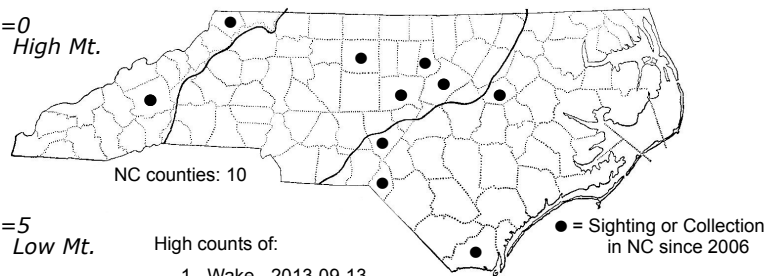 =0
High Mt.
NC counties: 10
=5
Low Mt.
High counts of:
● = Sighting or Collection
in NC since 2006
1 - Wake - 2013-09-13